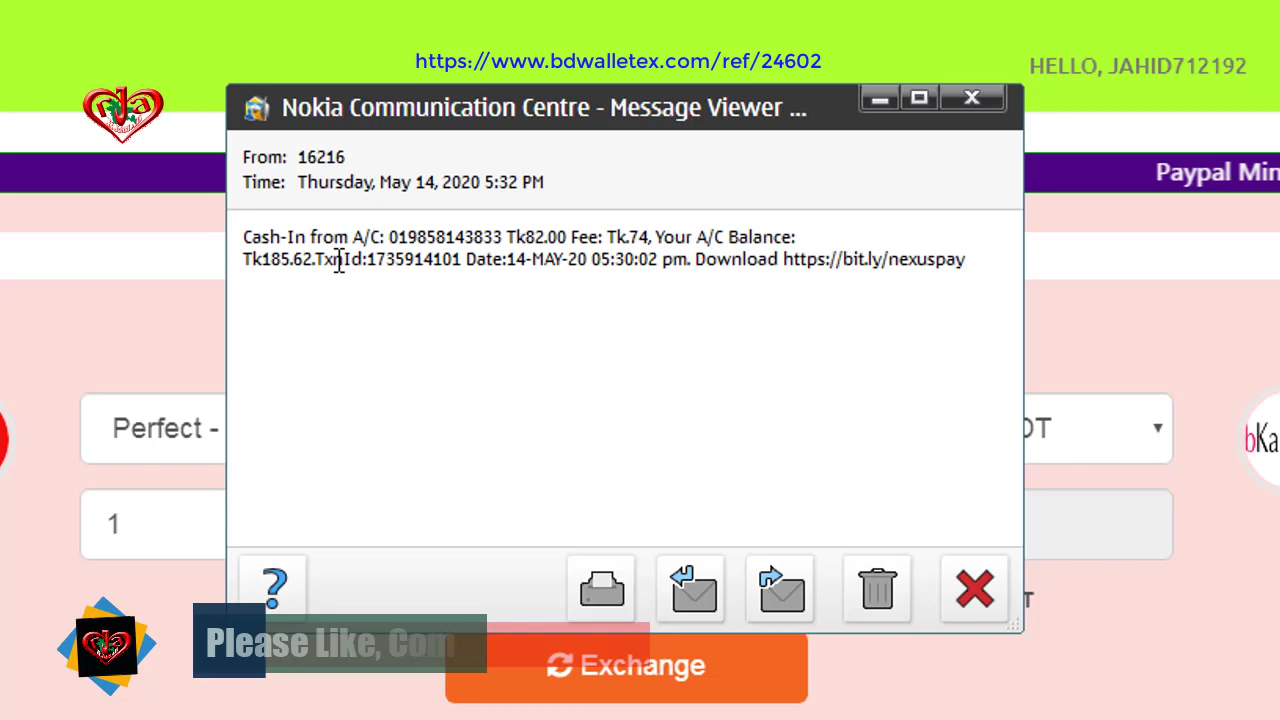 https://www.bdwalletex.com/ref/24602
HELLO, JAHID712192
Nokia Communication Centre - Message Viewer ...
From: 16216
Paypal Min
Time: Thursday, May 14, 2020 5:32 PM
Cash-In from A/C: 019858143833 Tk82.00 Fee: Tk.74, Your A/C Balance:
Tk185.62.TxnId:1735914101 Date:14-MAY-20 05:30:02 pm. Download https://bit.ly/nexuspay
Perfect -
DT
bKa
1
T
Please Like, Com
Exchange